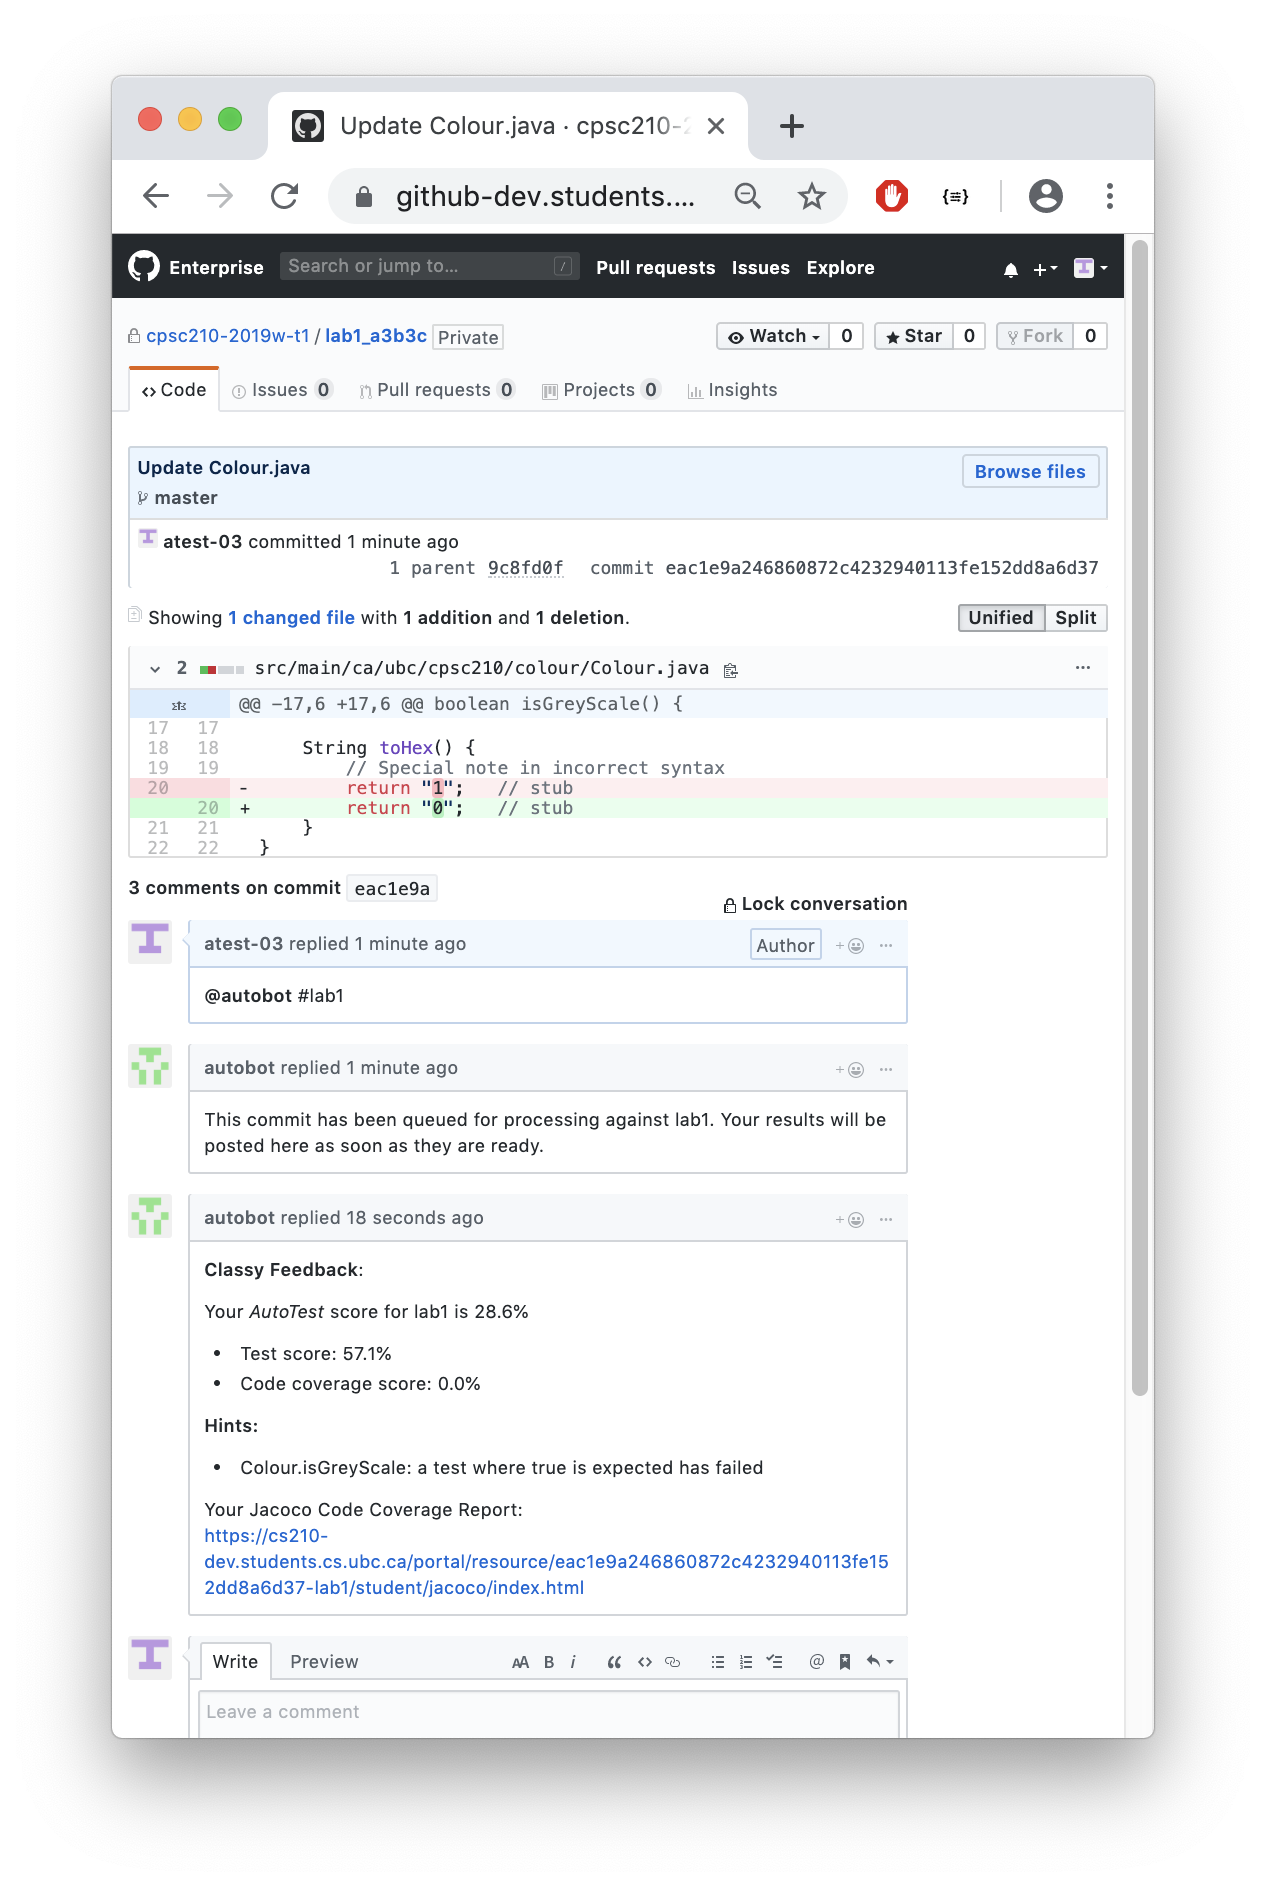 Update Colour.java · cpsc210-2
github-dev.students....
Enterprise Search or jump to... / Pull requests Issues Explore
cpsc210-2019w-t1 / lab1_a3b3c Private Watch 0 Star 0 Fork 0
Code Issues 0 Pull requests 0 Projects 0 Insights
Update Colour.java Browse files
master
atest-03 committed 1 minute ago
1 parent 9c8fd0f commit eac1e9a246860872c4232940113fe152dd8a6d37
Showing 1 changed file with 1 addition and 1 deletion. Unified Split
2 src/main/ca/ubc/cpsc210/colour/Colour.java
@@ −17,6 +17,6 @@ boolean isGreyScale() {
17 17
18 18 String toHex() {
19 19 // Special note in incorrect syntax
20 - return "1"; // stub
20 + return "0"; // stub
21 21 }
22 22 }
3 comments on commit eac1e9a
Lock conversation
atest-03 replied 1 minute ago Author
@autobot #lab1
autobot replied 1 minute ago
This commit has been queued for processing against lab1. Your results will be
posted here as soon as they are ready.
autobot replied 18 seconds ago
Classy Feedback:
Your AutoTest score for lab1 is 28.6%
• Test score: 57.1%
• Code coverage score: 0.0%
Hints:
• Colour.isGreyScale: a test where true is expected has failed
Your Jacoco Code Coverage Report:
https://cs210-
dev.students.cs.ubc.ca/portal/resource/eac1e9a246860872c4232940113fe15
2dd8a6d37-lab1/student/jacoco/index.html
Write Preview AA B i
Leave a comment